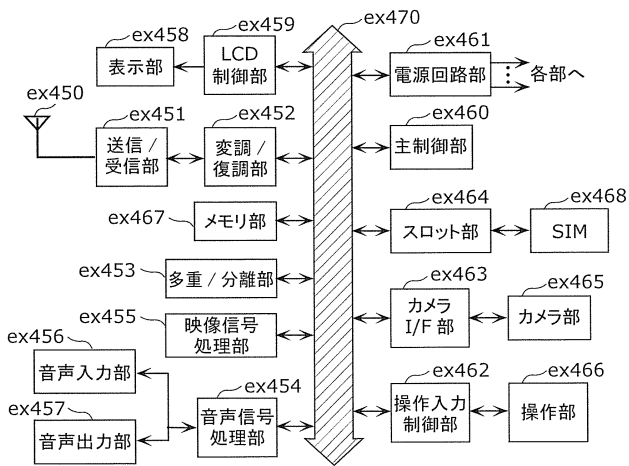 ex470
ex458
表示部
ex459
LCD
制御部
ex461
電源回路部
各部へ
ex450
ex451
送信/
受信部
ex452
変調/
復調部
ex460
主制御部
ex467
メモリ部
ex464
スロット部
ex468
SIM
ex453
多重/分離部
ex463
カメラ
I/F部
ex465
カメラ部
ex455
映像信号
処理部
ex456
音声入力部
ex457
音声出力部
ex454
音声信号
処理部
ex462
操作入力
制御部
ex466
操作部